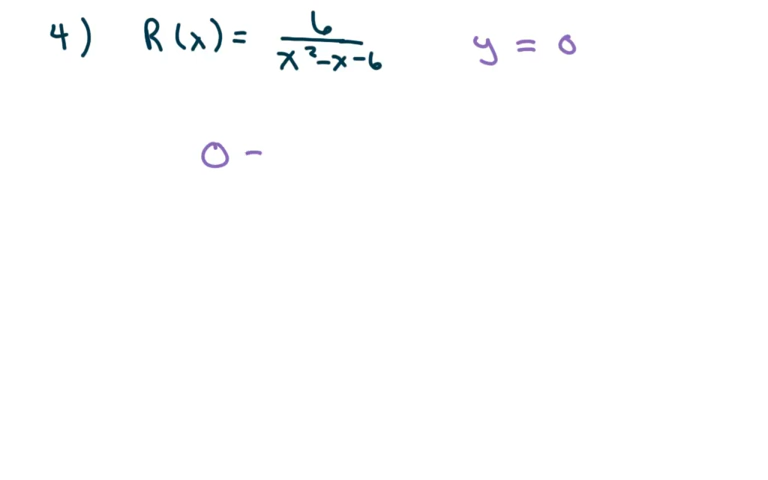 4) R(x) = 6/(x²-x-6) y = 0
0 -